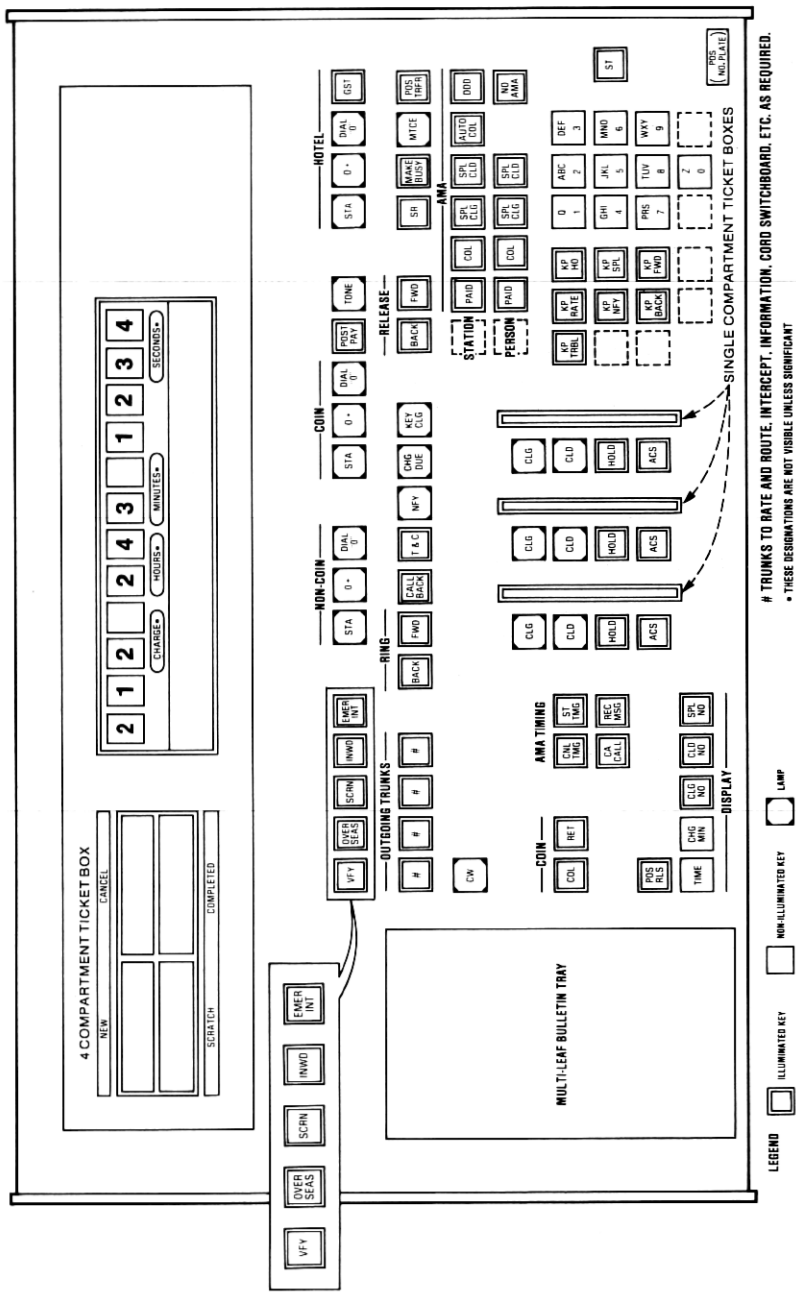 4 COMPARTMENT TICKET BOX
NEW CANCEL
SCRATCH COMPLETED
2 1 2 2 4 3 1 2 3 4
CHARGE• HOURS• MINUTES• SECONDS•
VFY
OVER
SEAS
SCRN
INWD
EMER
INT
VFY
OVER
SEAS
SCRN
INWD
EMER
INT
NON-COIN
STA
0+
DIAL
0
COIN
STA
0+
DIAL
0
POST
PAY
TONE
HOTEL
STA
0+
DIAL
0
GST
OUTGOING TRUNKS
# # # #
RING
BACK
FWD
CALL
BACK
T & C
NFY
CHG
DUE
KEY
CLG
RELEASE
BACK
FWD
SR
MAKE
BUSY
MTCE
POS
TRFR
CW
AMA
STATION
PAID
COL
SPL
CLG
SPL
CLD
AUTO
COL
DDD
PERSON
PAID
COL
SPL
CLG
SPL
CLD
NO
AMA
MULTI-LEAF BULLETIN TRAY
COIN
COL
RET
AMA TIMING
CNL
TMG
ST
TMG
CA
CALL
REC
MSG
POS
RLS
TIME
CHG
MIN
CLG
NO
CLD
NO
SPL
NO
DISPLAY
CLG
CLD
HOLD
ACS
CLG
CLD
HOLD
ACS
CLG
CLD
HOLD
ACS
KP
TRBL
KP
RATE
KP
HO
KP
NFY
KP
SPL
KP
BACK
KP
FWD
Q
1
ABC
2
DEF
3
GHI
4
JKL
5
MNO
6
PRS
7
TUV
8
WXY
9
Z
0
ST
POS
NO. PLATE
SINGLE COMPARTMENT TICKET BOXES
# TRUNKS TO RATE AND ROUTE, INTERCEPT, INFORMATION, CORD SWITCHBOARD, ETC. AS REQUIRED.
• THESE DESIGNATIONS ARE NOT VISIBLE UNLESS SIGNIFICANT
LEGEND
ILLUMINATED KEY
NON-ILLUMINATED KEY
LAMP